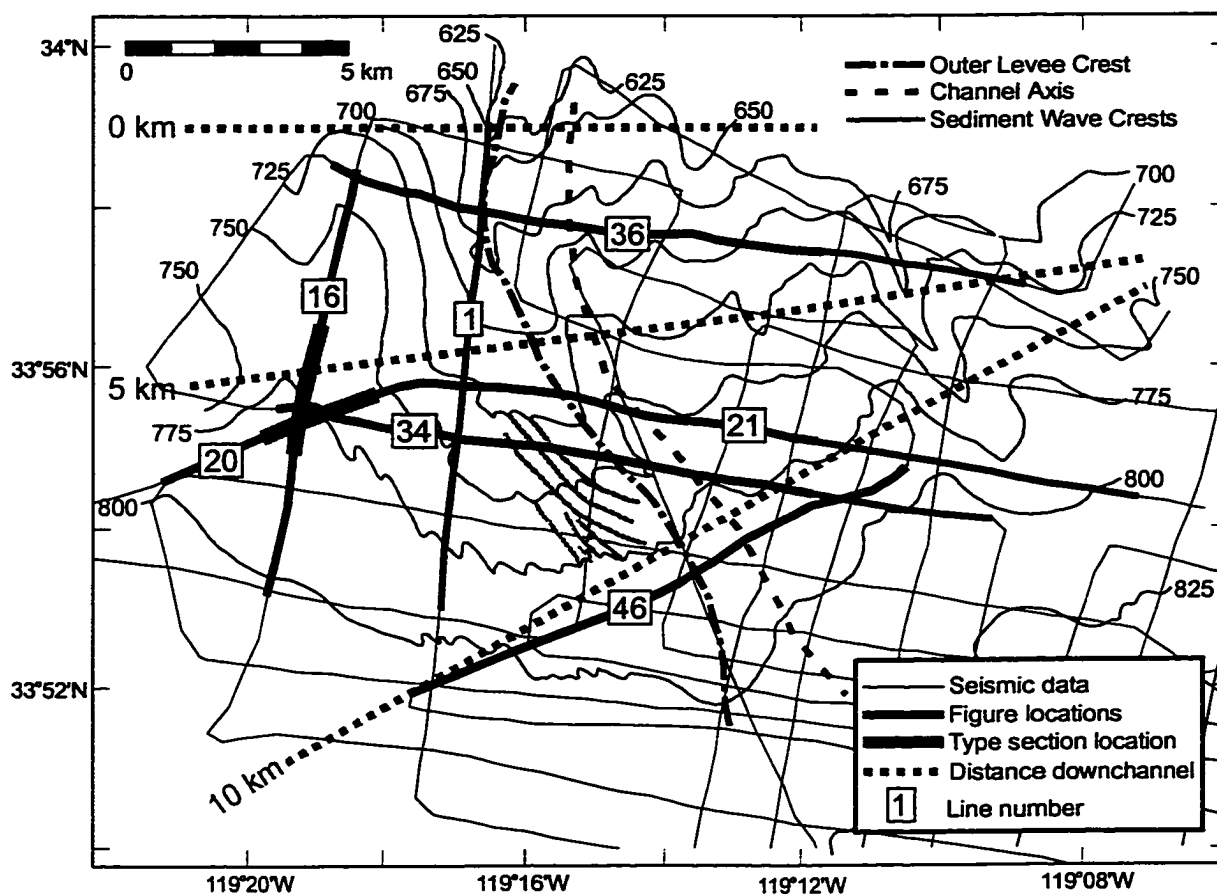 34°N
0
5 km
625
650
675
700
625
650
Outer Levee Crest
Channel Axis
Sediment Wave Crests
0 km
725
36
675
700
725
750
16
1
750
750
33°56'N
5 km
775
34
21
775
20
800
800
46
825
33°52'N
10 km
Seismic data
Figure locations
Type section location
Distance downchannel
1 Line number
119°20'W
119°16'W
119°12'W
119°08'W